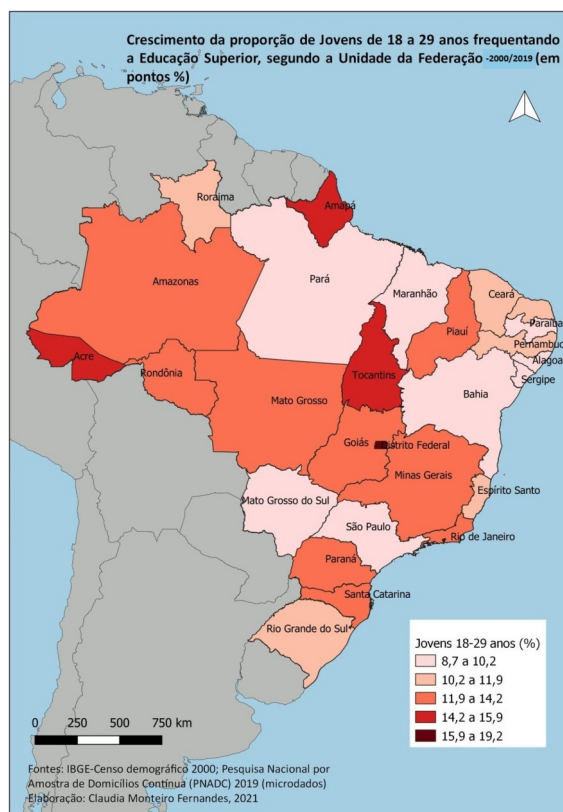 Crescimento da proporção de Jovens de 18 a 29 anos frequentando
a Educação Superior, segundo a Unidade da Federação -2000/2019 (em
pontos %)
Roraima
Amapá
Amazonas
Pará
Maranhão
Ceará
Paraíba
Piauí
Pernambuco
Alagoa
Acre
Sergipe
Rondônia
Tocantins
Bahia
Mato Grosso
Goiás
Distrito Federal
Minas Gerais
Espírito Santo
Mato Grosso do Sul
São Paulo
Rio de Janeiro
Paraná
Santa Catarina
Rio Grande do Sul
Jovens 18-29 anos (%)
8,7 a 10,2
10,2 a 11,9
11,9 a 14,2
14,2 a 15,9
15,9 a 19,2
0 250 500 750 km
Fontes: IBGE-Censo demográfico 2000; Pesquisa Nacional por
Amostra de Domicílios Contínua (PNADC) 2019 (microdados)
Elaboração: Claudia Monteiro Fernandes, 2021